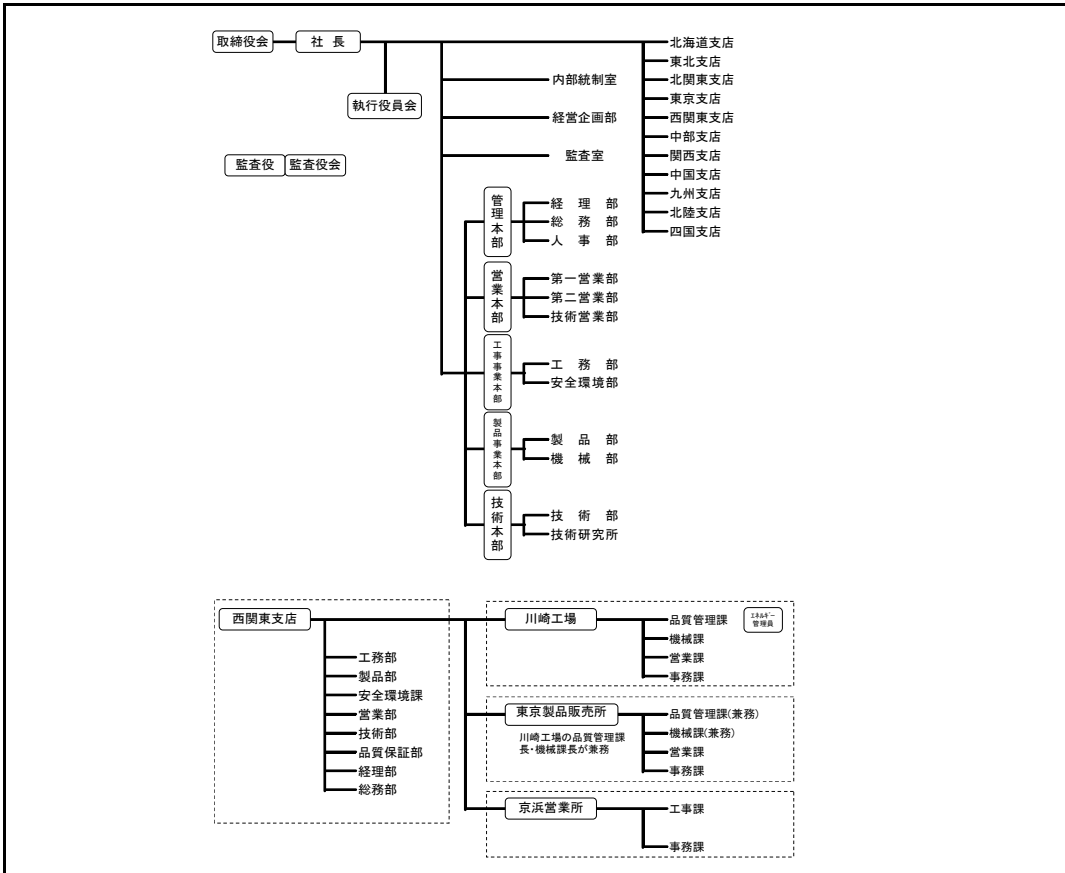 取締役会
社 長
執行役員会
監査役
監査役会
内部統制室
経営企画部
監査室
管理本部
経 理 部
総 務 部
人 事 部
営業本部
第一営業部
第二営業部
技術営業部
工事事業本部
工 務 部
安全環境部
製品事業本部
製 品 部
機 械 部
技術本部
技 術 部
技術研究所
北海道支店
東北支店
北関東支店
東京支店
西関東支店
中部支店
関西支店
中国支店
九州支店
北陸支店
四国支店
西関東支店
工務部
製品部
安全環境課
営業部
技術部
品質保証部
経理部
総務部
川崎工場
品質管理課
機械課
営業課
事務課
ｴﾈﾙｷﾞｰ
管理員
東京製品販売所
川崎工場の品質管理課
長・機械課長が兼務
品質管理課(兼務)
機械課(兼務)
営業課
事務課
京浜営業所
工事課
事務課